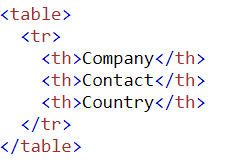 <table>
  <tr>
    <th>Company</th>
    <th>Contact</th>
    <th>Country</th>
  </tr>
</table>